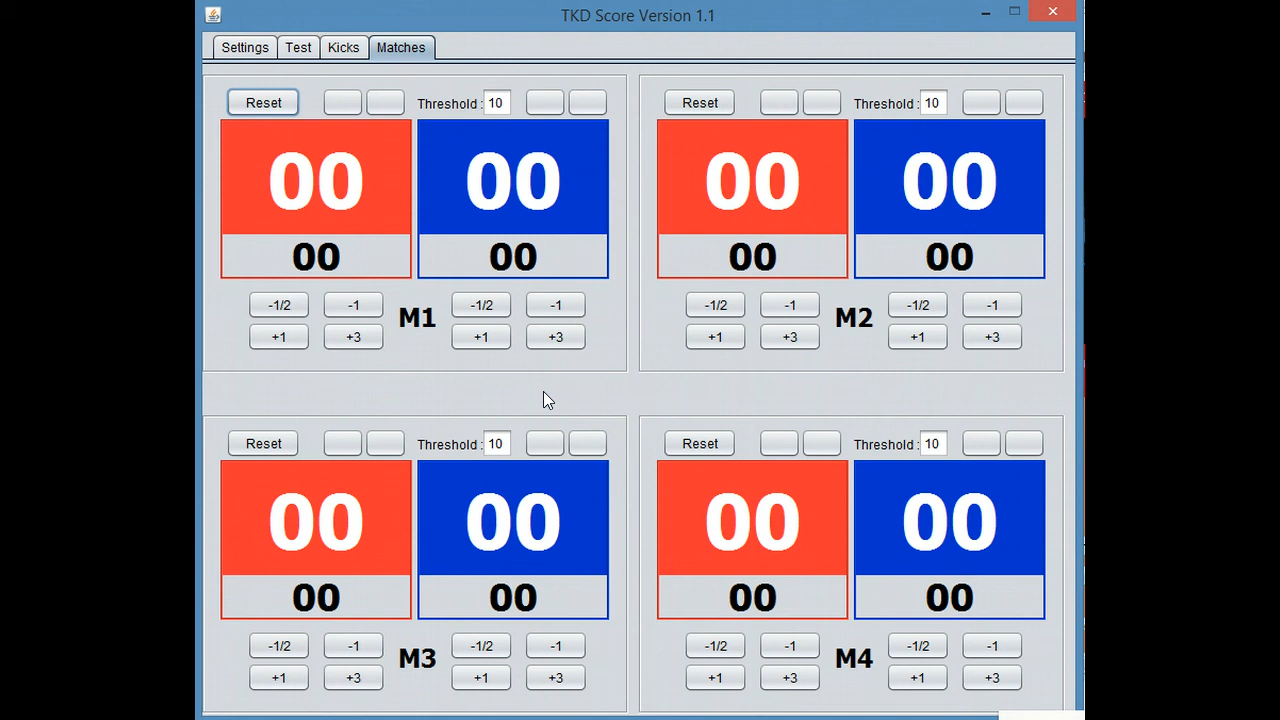 TKD Score Version 1.1
Settings Test Kicks Matches
Reset Threshold : 10 Reset Threshold : 10
00 00 00 00
00 00 00 00
-1/2 -1 -1/2 -1 -1/2 -1 -1/2 -1
M1 M2
+1 +3 +1 +3 +1 +3 +1 +3
Reset Threshold : 10 Reset Threshold : 10
00 00 00 00
00 00 00 00
-1/2 -1 -1/2 -1 -1/2 -1 -1/2 -1
M3 M4
+1 +3 +1 +3 +1 +3 +1 +3